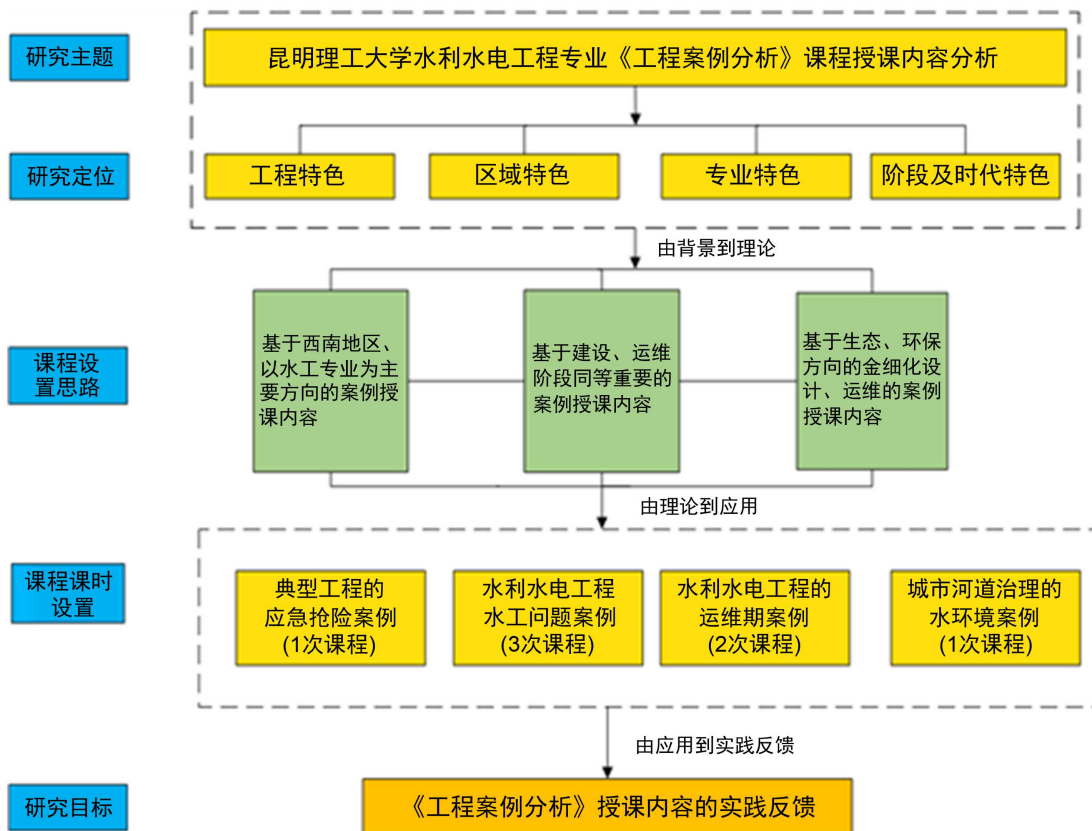 研究主题
昆明理工大学水利水电工程专业《工程案例分析》课程授课内容分析
研究定位
工程特色
区域特色
专业特色
阶段及时代特色
由背景到理论
课程设
置思路
基于西南地区、
以水工专业为主
要方向的案例授
课内容
基于建设、运维
阶段同等重要的
案例授课内容
基于生态、环保
方向的金细化设
计、运维的案例
授课内容
由理论到应用
课程课时
设置
典型工程的
应急抢险案例
(1次课程)
水利水电工程
水工问题案例
(3次课程)
水利水电工程的
运维期案例
(2次课程)
城市河道治理的
水环境案例
(1次课程)
由应用到实践反馈
研究目标
《工程案例分析》授课内容的实践反馈